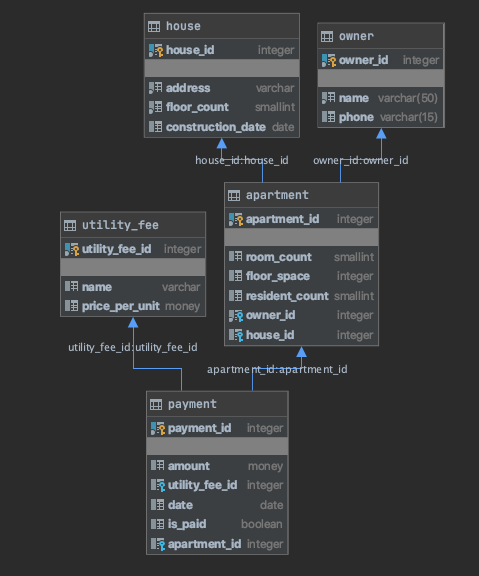 house
house_id integer
address varchar
floor_count smallint
construction_date date
owner
owner_id integer
name varchar(50)
phone varchar(15)
house_id:house_id
owner_id:owner_id
apartment
apartment_id integer
room_count smallint
floor_space integer
resident_count smallint
owner_id integer
house_id integer
utility_fee
utility_fee_id integer
name varchar
price_per_unit money
utility_fee_id:utility_fee_id
apartment_id:apartment_id
payment
payment_id integer
amount money
utility_fee_id integer
date date
is_paid boolean
apartment_id integer